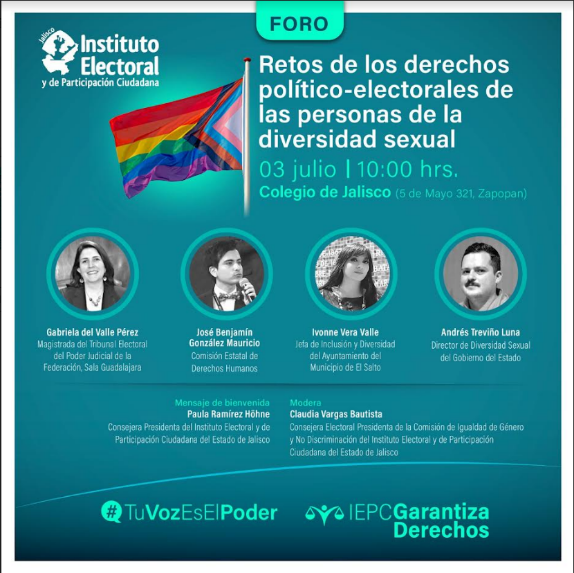 FORO
Jalisco
Instituto
Electoral
y de Participación Ciudadana
Retos de los derechos
político-electorales de
las personas de la
diversidad sexual
03 julio | 10:00 hrs.
Colegio de Jalisco (5 de Mayo 321, Zapopan)
Gabriela del Valle Pérez
Magistrada del Tribunal Electoral
del Poder Judicial de la
Federación, Sala Guadalajara
José Benjamín
González Mauricio
Comisión Estatal de
Derechos Humanos
Ivonne Vera Valle
Jefa de Inclusión y Diversidad
del Ayuntamiento del
Municipio de El Salto
Andrés Treviño Luna
Director de Diversidad Sexual
del Gobierno del Estado
Mensaje de bienvenida
Paula Ramírez Höhne
Consejera Presidenta del Instituto Electoral y de
Participación Ciudadana del Estado de Jalisco
Modera
Claudia Vargas Bautista
Consejera Electoral Presidenta de la Comisión de Igualdad de Género
y No Discriminación del Instituto Electoral y de Participación
Ciudadana del Estado de Jalisco
#TuVozEsElPoder
IEPCGarantiza
Derechos